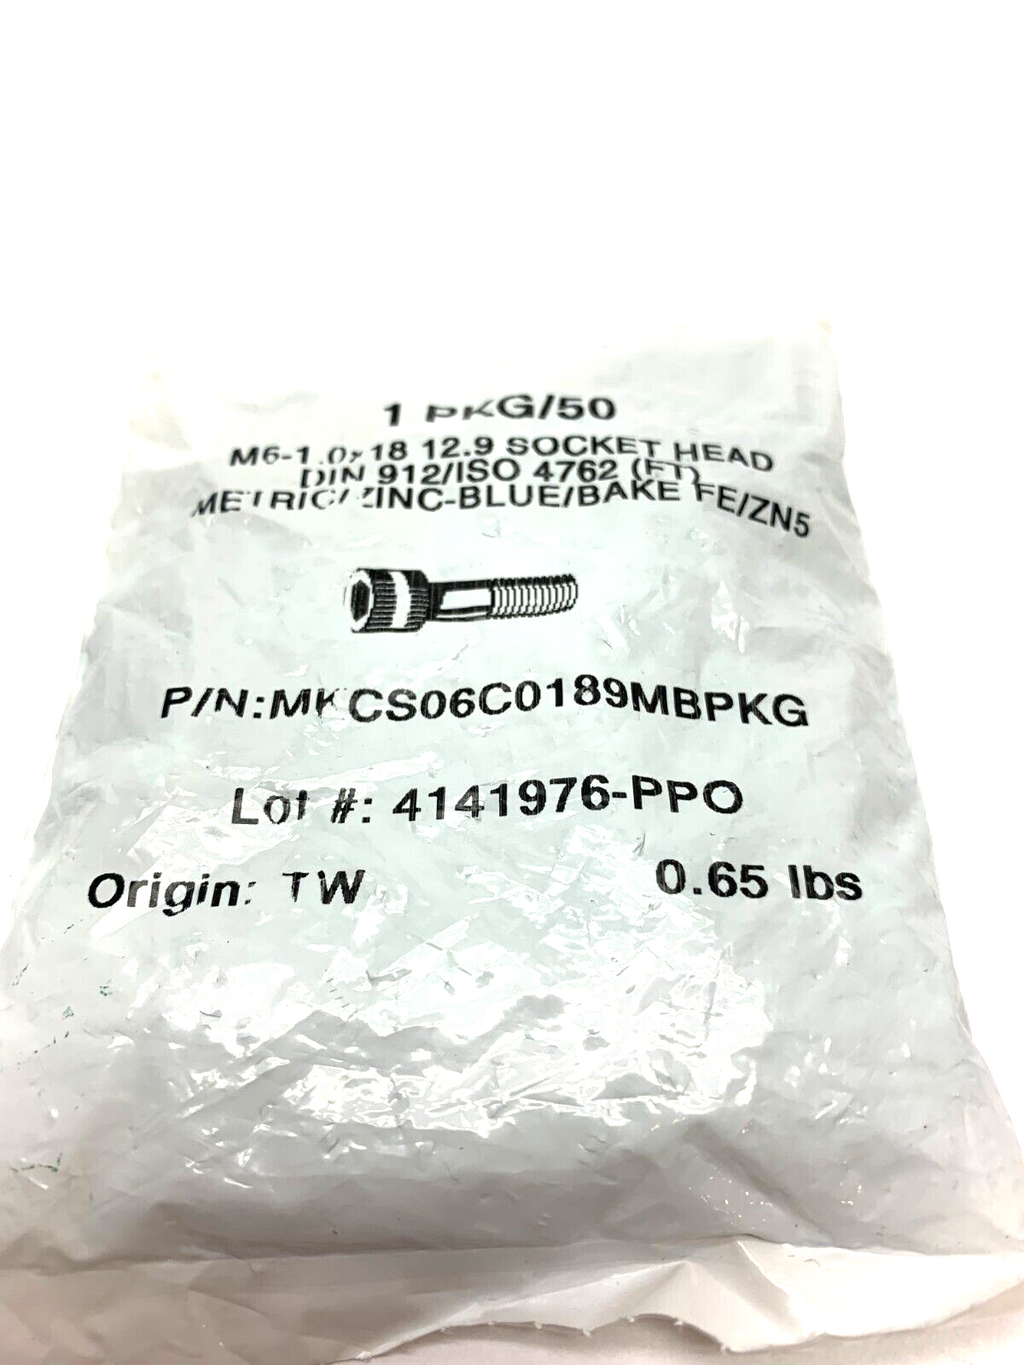 1 PKG/50
M6-1.0x18 12.9 SOCKET HEAD
DIN 912/ISO 4762 (FT)
METRIC/ZINC-BLUE/BAKE FE/ZN5
P/N:MKCS06C0189MBPKG
Lot #: 4141976-PPO
Origin: TW
0.65 lbs